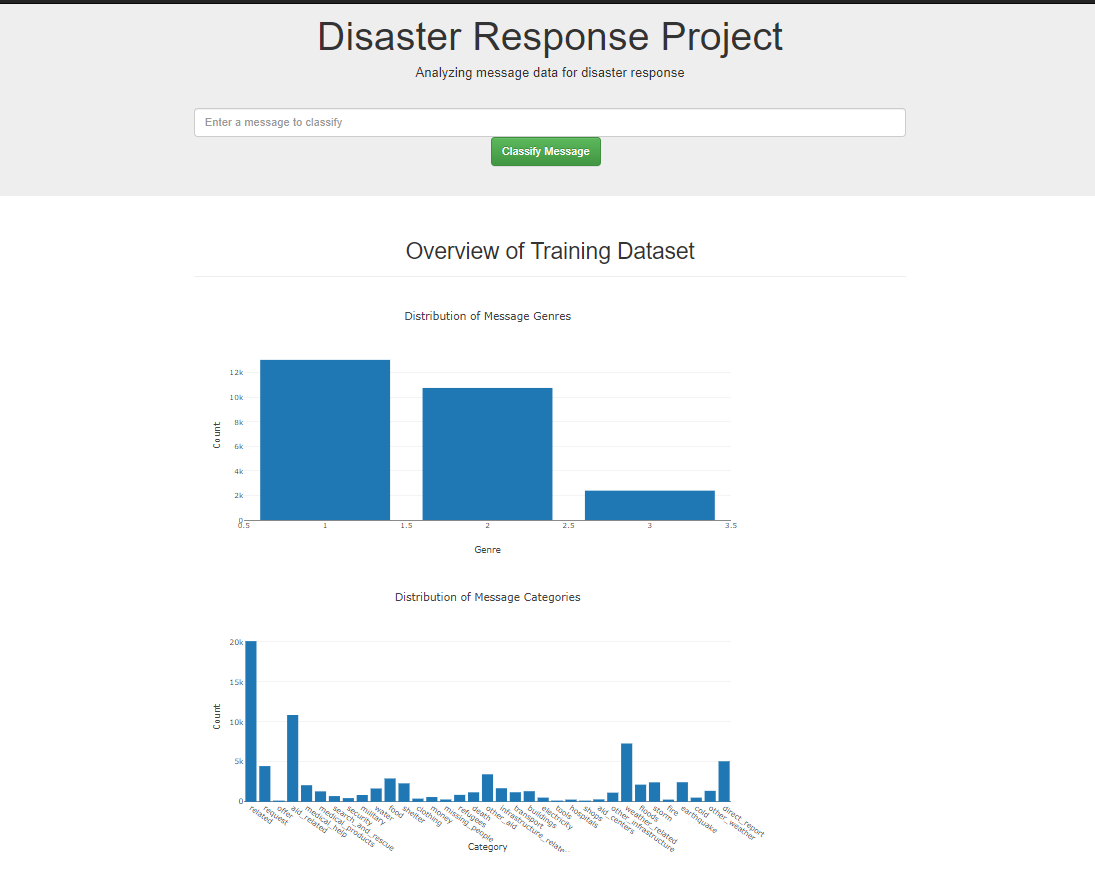 Disaster Response Project
Analyzing message data for disaster response
Enter a message to classify
Classify Message
Overview of Training Dataset
Distribution of Message Genres
12k
10k
8k
6k
4k
2k
0
Count
0.5
1
1.5
2
2.5
3
3.5
Genre
Distribution of Message Categories
20k
15k
10k
5k
0
Count
related
request
offer
aid_related
medical_help
medical_products
search_and_rescue
security
military
water
food
shelter
clothing
money
missing_people
refugees
death
other_aid
infrastructure_relate…
transport
buildings
electricity
tools
hospitals
shops
aid_centers
other_infrastructure
weather_related
floods
storm
fire
earthquake
cold
other_weather
direct_report
Category